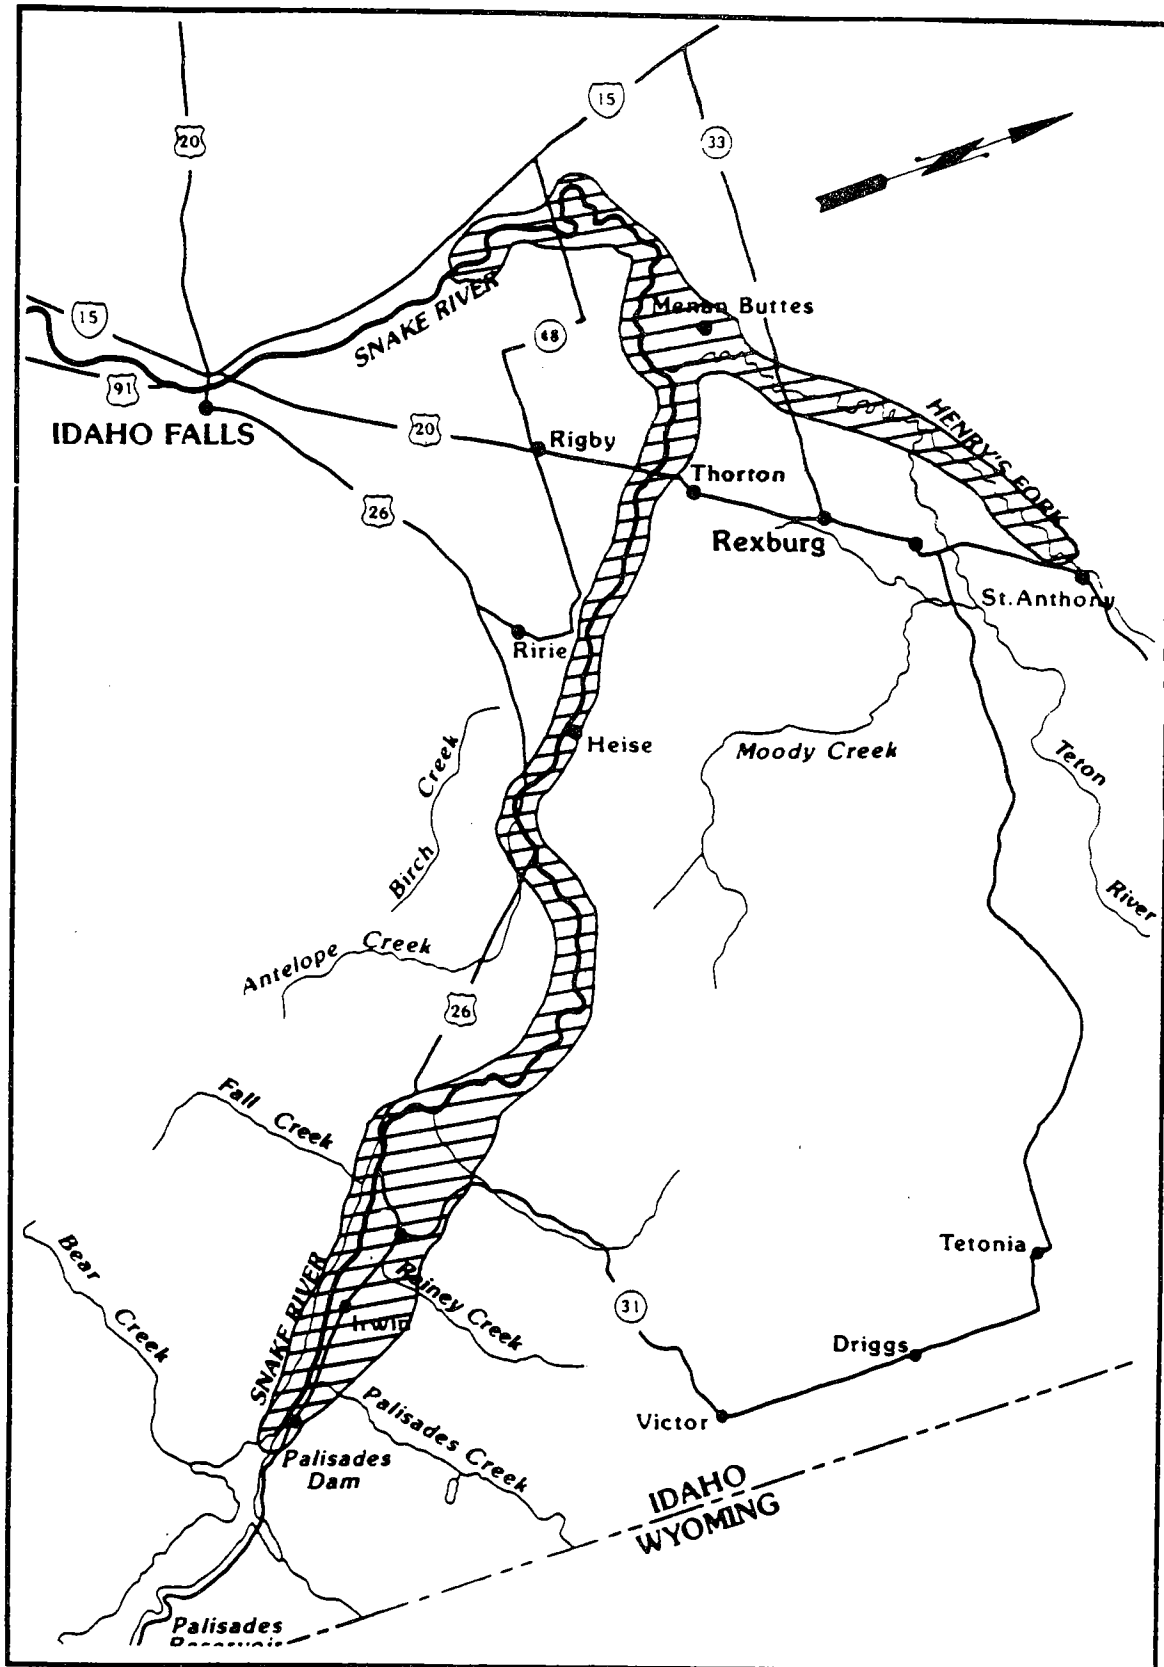 15
33
20
Menan Buttes
SNAKE RIVER
15
48
91
HENRY'S FORK
IDAHO FALLS
20
Rigby
Thorton
26
Rexburg
St. Anthony
Ririe
Heise
Moody Creek
Teton
River
Birch Creek
Antelope Creek
26
Fall Creek
Bear Creek
Tetonia
Rainey Creek
SNAKE RIVER
31
Irwin
Driggs
Palisades Creek
Victor
Palisades
Dam
IDAHO
WYOMING
Palisades
Reservoir